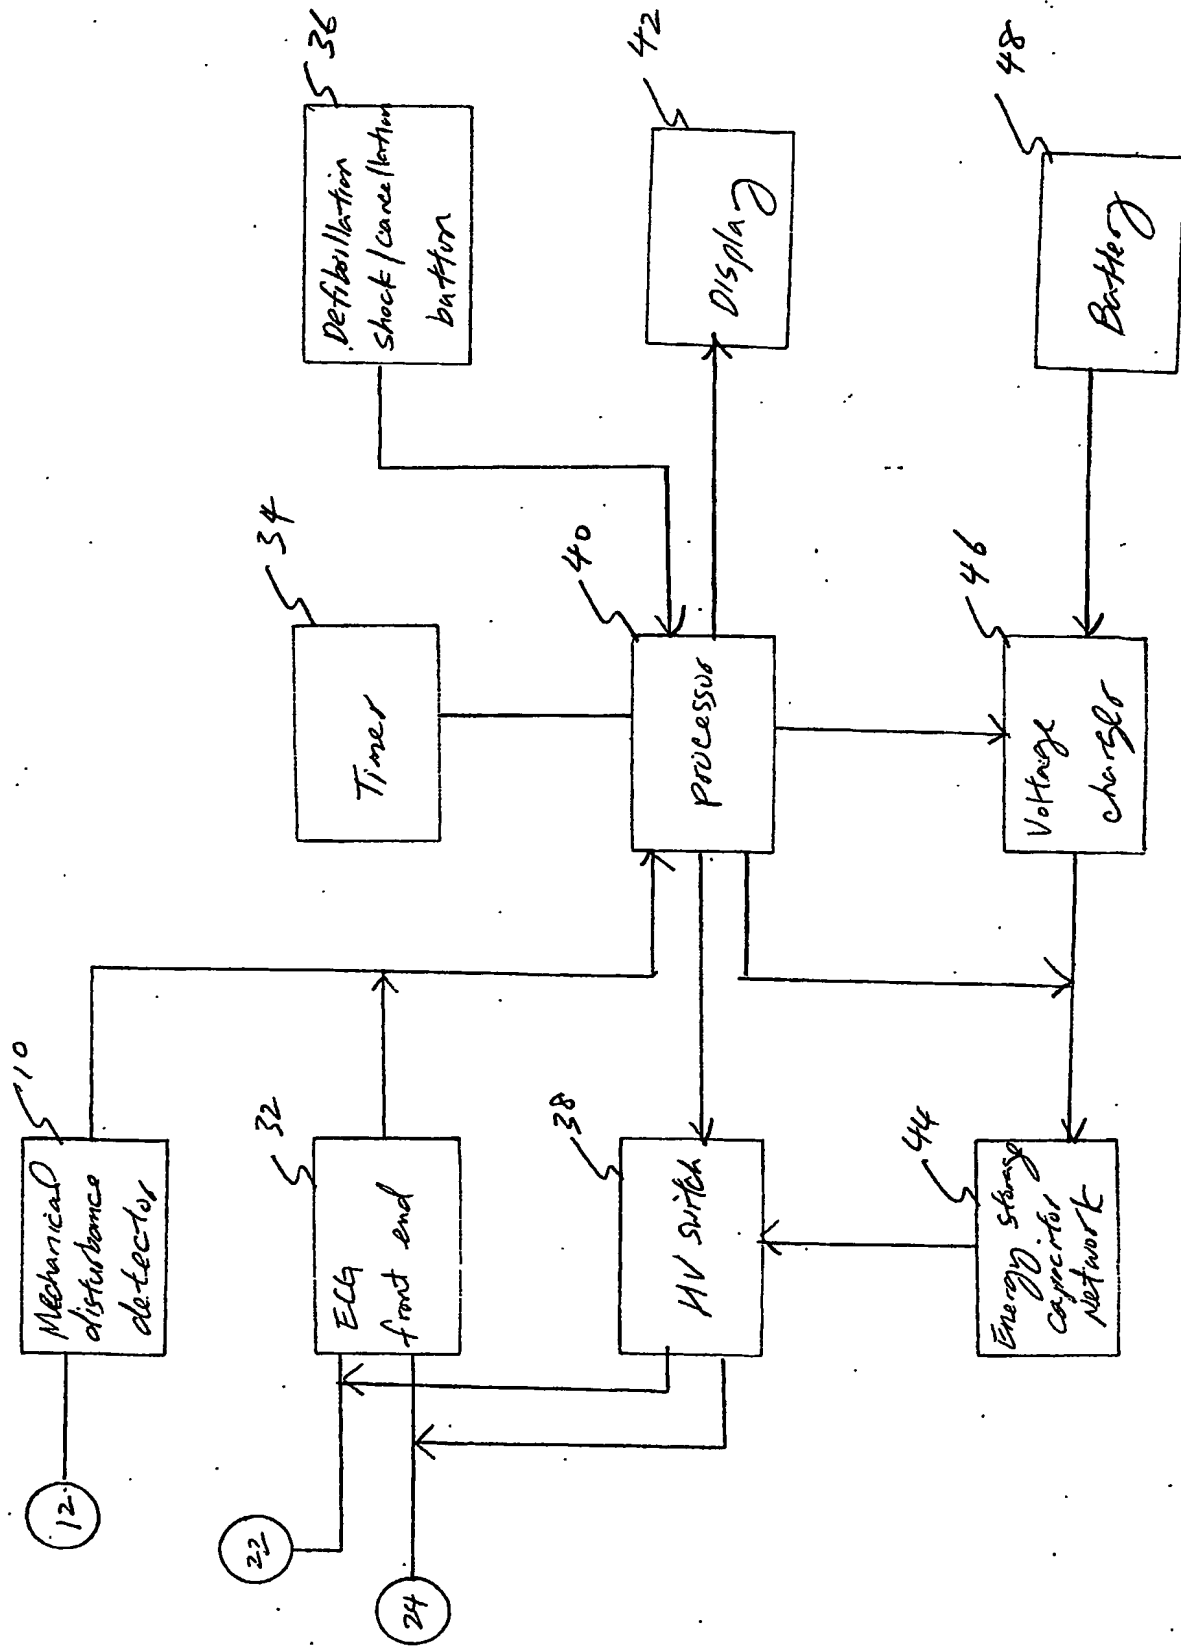 12
10
Mechanical
disturbance
detector
22
24
32
ECG
front end
38
HV switch
44
Energy storage
capacitor
Network
34
Timer
40
processor
46
Voltage
charger
36
Defibrillation
shock/cancellation
button
42
Display
48
Battery